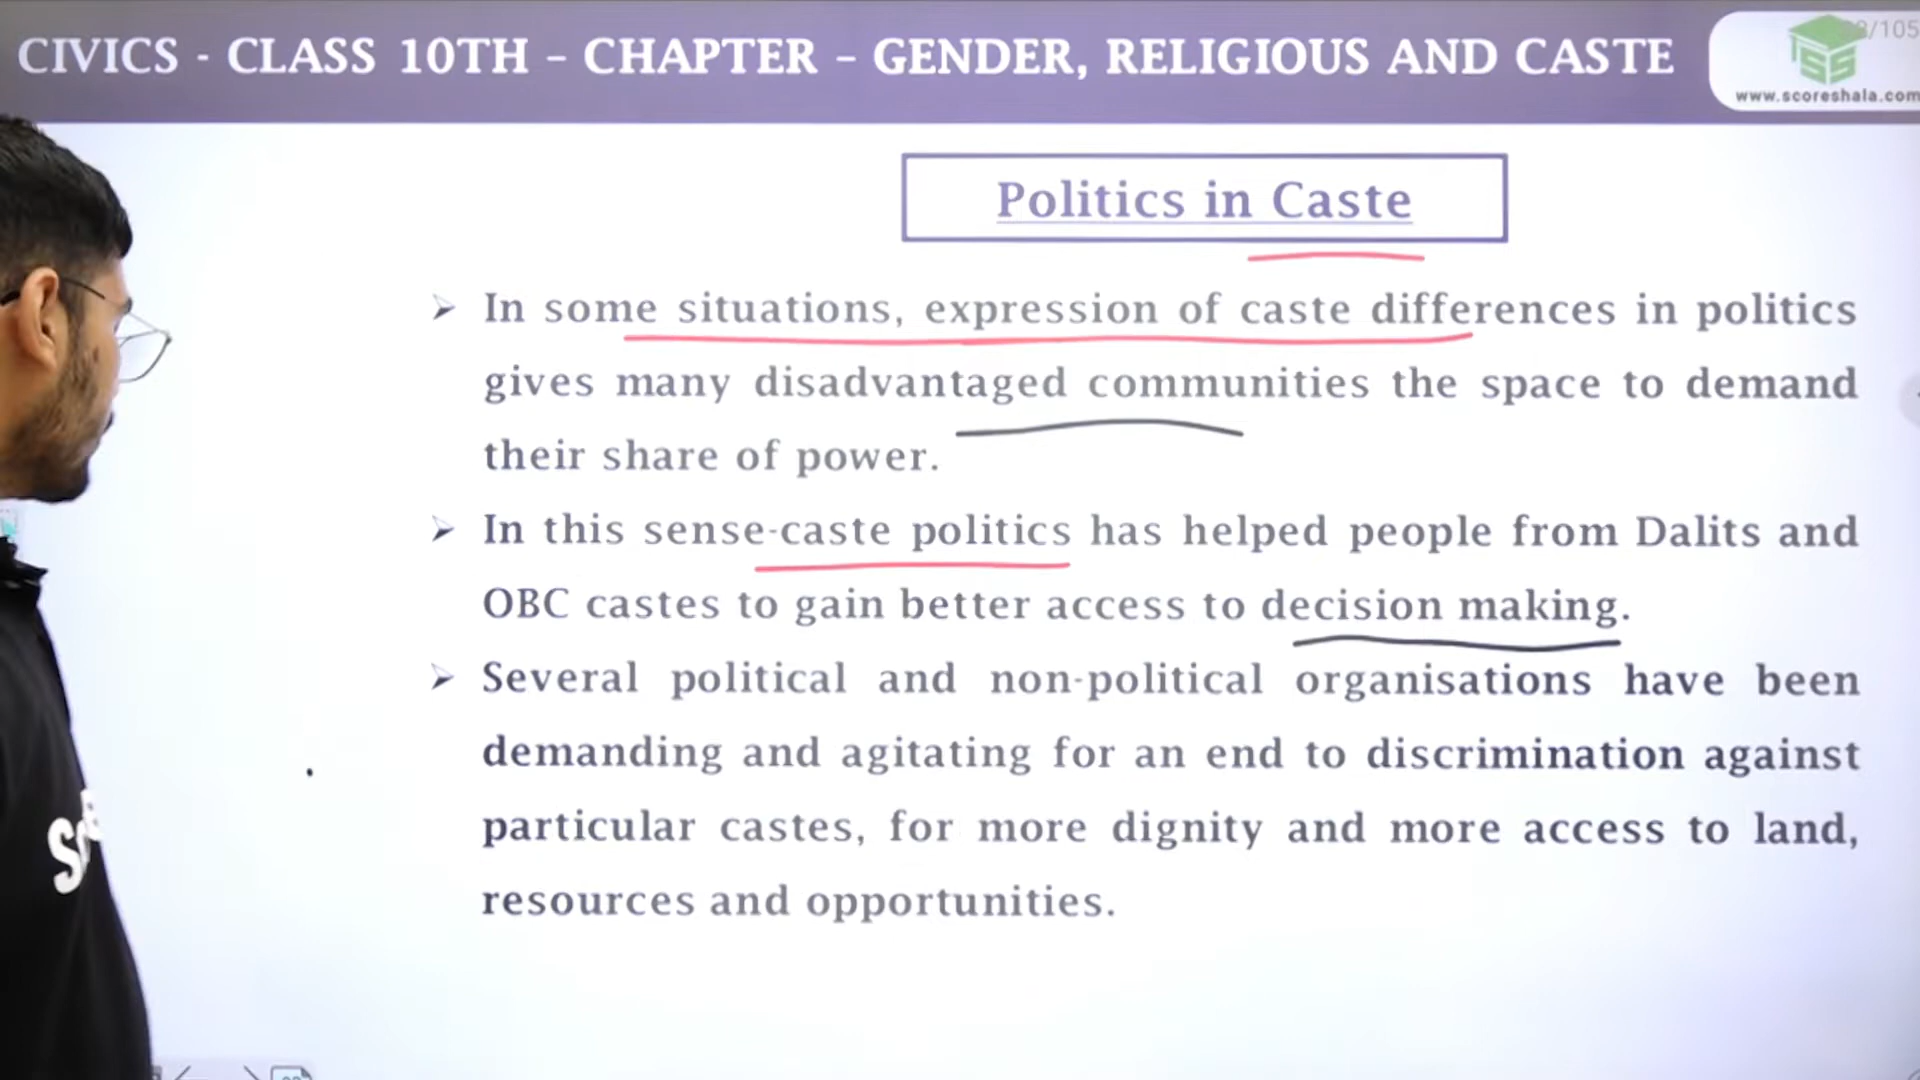 CIVICS - CLASS 10TH – CHAPTER – GENDER, RELIGIOUS AND CASTE
/105
www.scoreshala.com
Politics in Caste
➢ In some situations, expression of caste differences in politics
gives many disadvantaged communities the space to demand
their share of power.
➢ In this sense-caste politics has helped people from Dalits and
OBC castes to gain better access to decision making.
➢ Several political and non-political organisations have been
demanding and agitating for an end to discrimination against
particular castes, for more dignity and more access to land,
resources and opportunities.